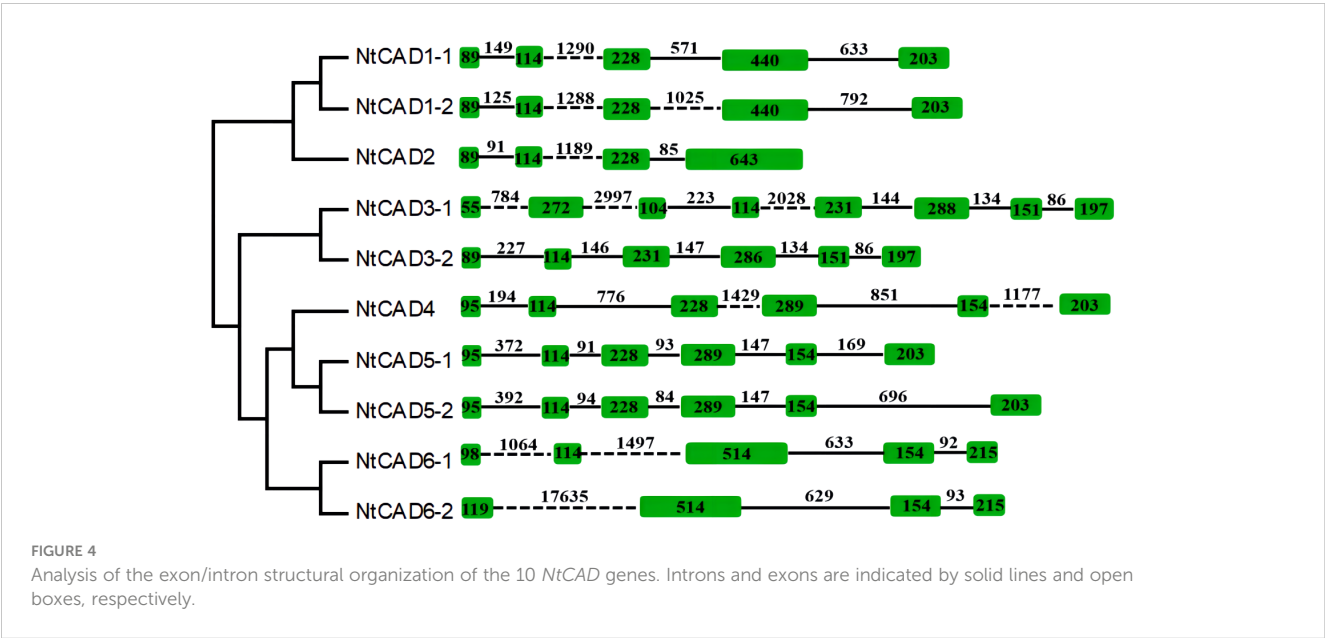 NtCAD1-1 89 149 114 1290 228 571 440 633 203
NtCAD1-2 89 125 114 1288 228 1025 440 792 203
NtCAD2 89 91 114 1189 228 85 643
NtCAD3-1 55 784 272 2997 104 223 114 2028 231 144 288 134 151 86 197
NtCAD3-2 89 227 114 146 231 147 286 134 151 86 197
NtCAD4 95 194 114 776 228 1429 289 851 154 1177 203
NtCAD5-1 95 372 114 91 228 93 289 147 154 169 203
NtCAD5-2 95 392 114 94 228 84 289 147 154 696 203
NtCAD6-1 98 1064 114 1497 514 633 154 92 215
NtCAD6-2 119 17635 514 629 154 93 215
FIGURE 4
Analysis of the exon/intron structural organization of the 10 NtCAD genes. Introns and exons are indicated by solid lines and open
boxes, respectively.